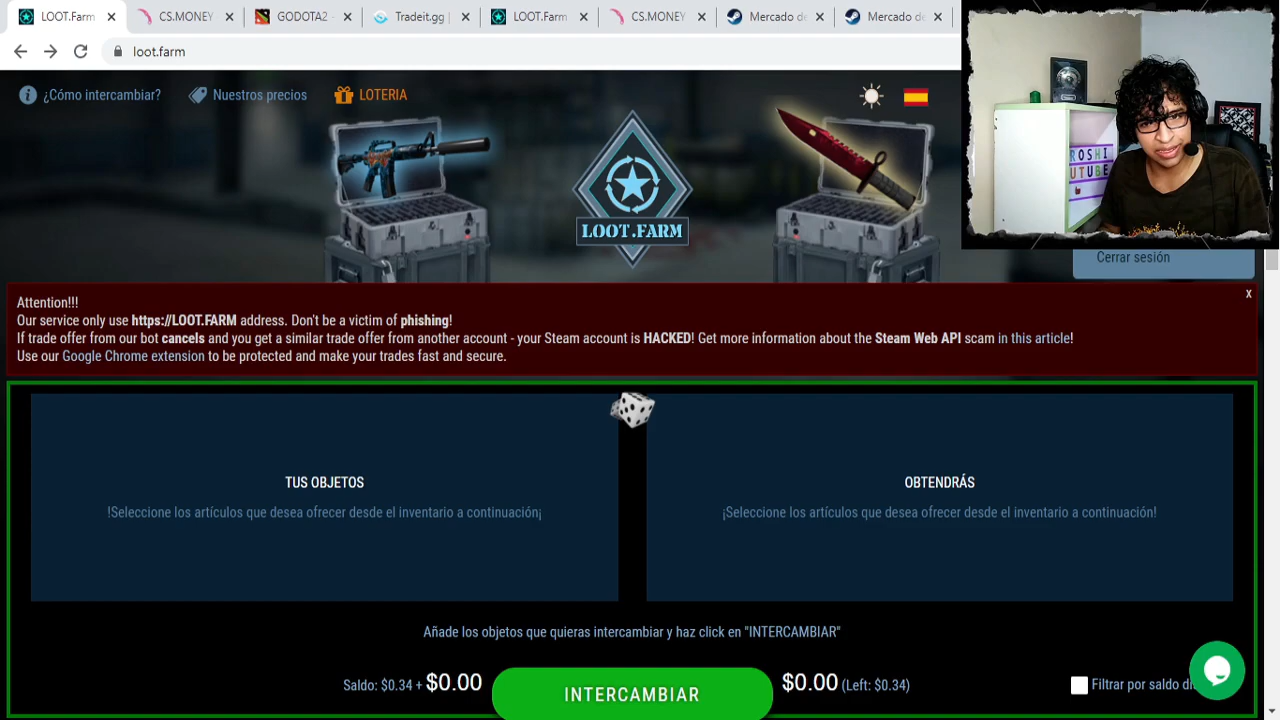 LOOT.Farm
CS.MONEY
GODOTA2
Tradeit.gg
LOOT.Farm
CS.MONEY
Mercado de
Mercado de
loot.farm
¿Cómo intercambiar?
Nuestros precios
LOTERIA
LOOT.FARM
ROSHI
UTUBE
Cerrar sesión
Attention!!!
x
Our service only use https://LOOT.FARM address. Don't be a victim of phishing!
If trade offer from our bot cancels and you get a similar trade offer from another account - your Steam account is HACKED! Get more information about the Steam Web API scam in this article!
Use our Google Chrome extension to be protected and make your trades fast and secure.
TUS OBJETOS
!Seleccione los artículos que desea ofrecer desde el inventario a continuación¡
OBTENDRÁS
¡Seleccione los artículos que desea ofrecer desde el inventario a continuación!
Añade los objetos que quieras intercambiar y haz click en "INTERCAMBIAR"
Saldo: $0.34 + $0.00
INTERCAMBIAR
$0.00 (Left: $0.34)
Filtrar por saldo di